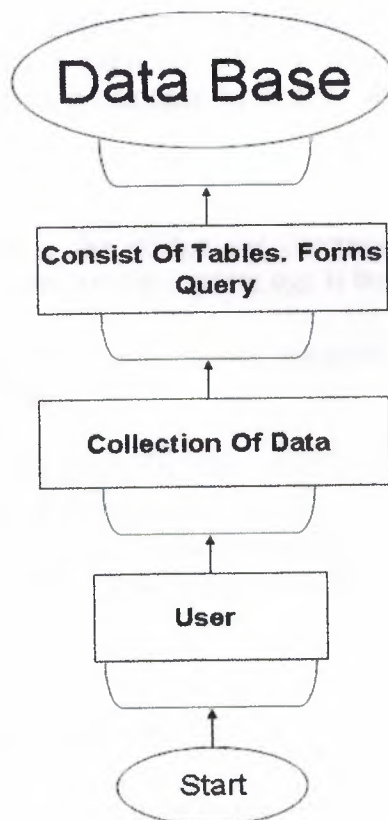 Data Base
Consist Of Tables. Forms
Query
Collection Of Data
User
Start